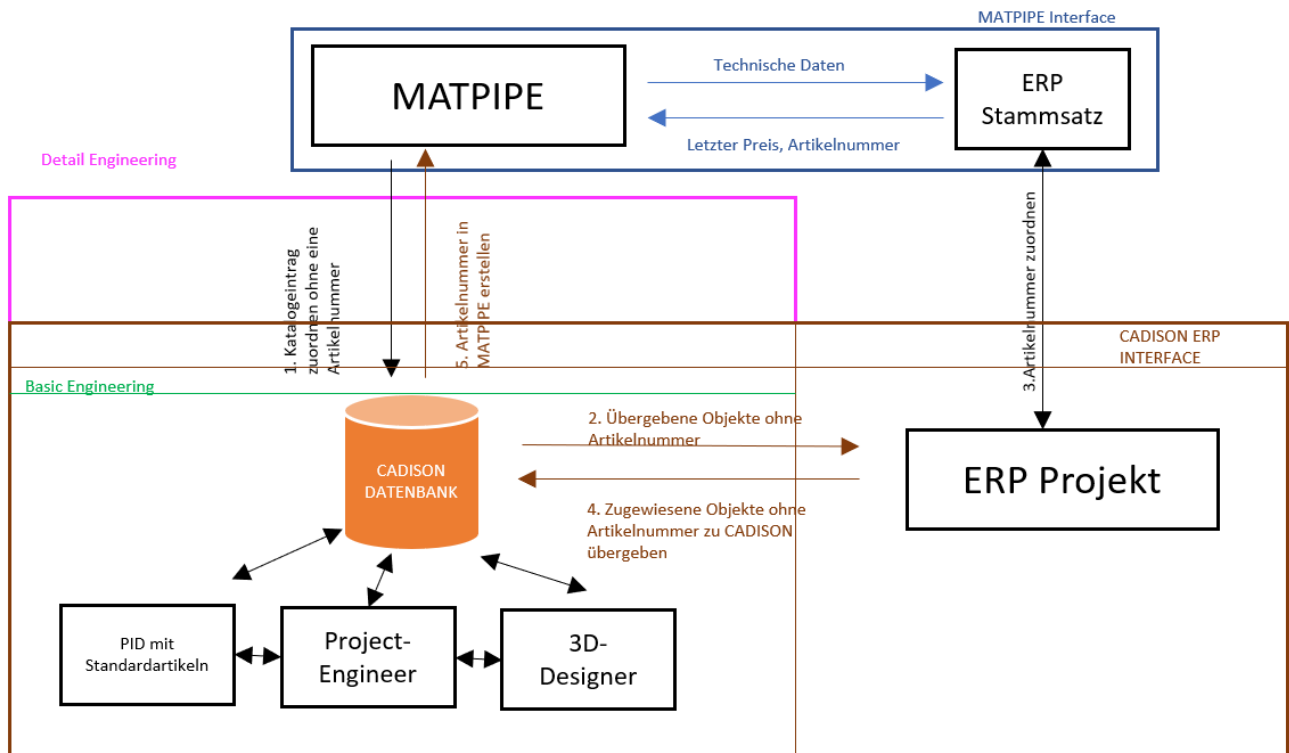 MATPIPE Interface
MATPIPE
Technische Daten
ERP
Stammsatz
Letzter Preis, Artikelnummer
Detail Engineering
1. Katalogeintrag
zuordnen ohne eine
Artikelnummer
5. Artikelnummer in
MATPIPE erstellen
3.Artikelnummer zuordnen
CADISON ERP
INTERFACE
Basic Engineering
CADISON
DATENBANK
2. Übergebene Objekte ohne
Artikelnummer
ERP Projekt
4. Zugewiesene Objekte ohne
Artikelnummer zu CADISON
übergeben
PID mit
Standardartikeln
Project-
Engineer
3D-
Designer